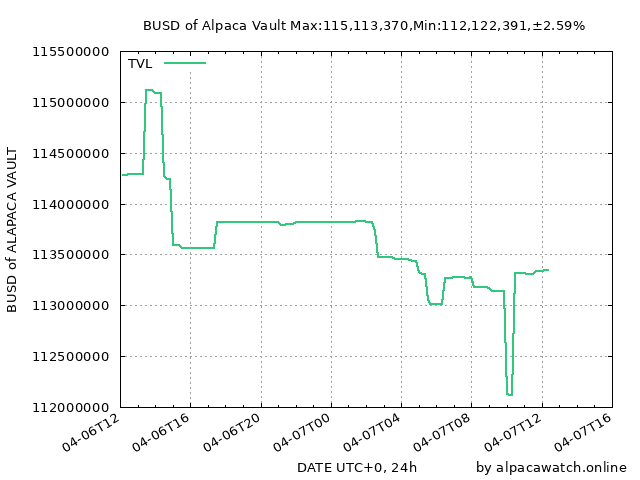 BUSD of Alpaca Vault Max:115,113,370,Min:112,122,391,±2.59%
TVL
115500000
115000000
114500000
114000000
113500000
113000000
112500000
112000000
BUSD of ALAPACA VAULT
04-06T12
04-06T16
04-06T20
04-07T00
04-07T04
04-07T08
04-07T12
04-07T16
DATE UTC+0, 24h
by alpacawatch.online